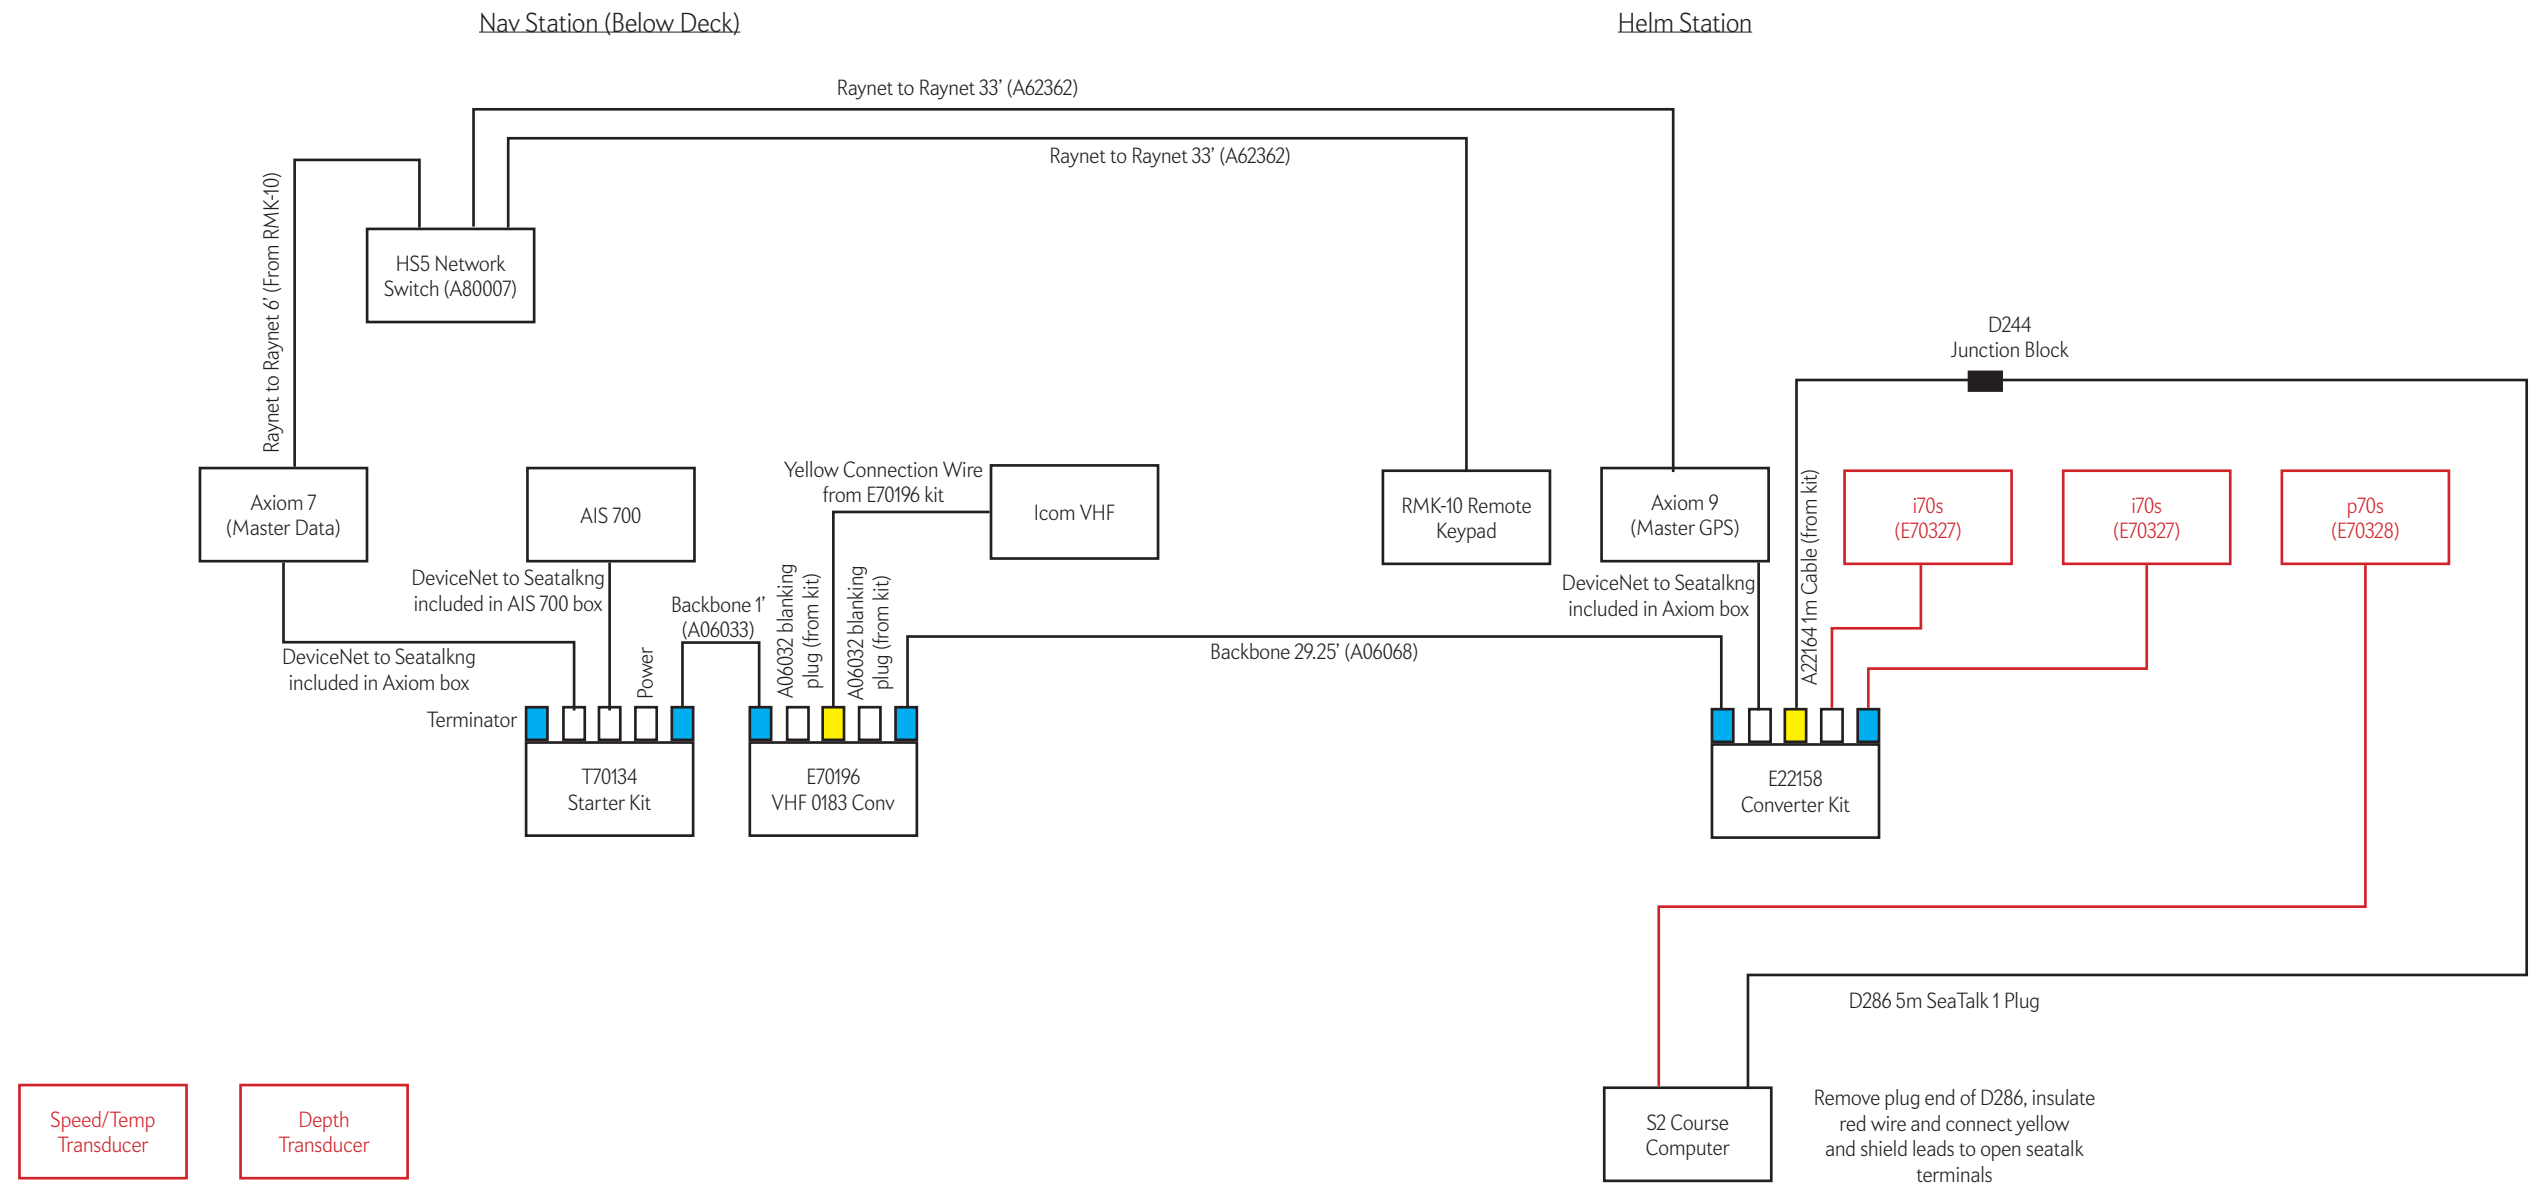 Nav Station (Below Deck)
Helm Station
Raynet to Raynet 33’ (A62362)
Raynet to Raynet 33’ (A62362)
Raynet to Raynet 6’ (From RMK-10)
HS5 Network
Switch (A80007)
D244
Junction Block
Axiom 7
(Master Data)
AIS 700
Yellow Connection Wire
from E70196 kit
Icom VHF
RMK-10 Remote
Keypad
Axiom 9
(Master GPS)
A22164 1m Cable (from kit)
i70s
(E70327)
i70s
(E70327)
p70s
(E70328)
DeviceNet to Seatalkng
included in AIS 700 box
Backbone 1’
(A06033)
A06032 blanking
plug (from kit)
A06032 blanking
plug (from kit)
DeviceNet to Seatalkng
included in Axiom box
DeviceNet to Seatalkng
included in Axiom box
Power
Backbone 29.25’ (A06068)
Terminator
T70134
Starter Kit
E70196
VHF 0183 Conv
E22158
Converter Kit
D286 5m SeaTalk 1 Plug
Speed/Temp
Transducer
Depth
Transducer
S2 Course
Computer
Remove plug end of D286, insulate
red wire and connect yellow
and shield leads to open seatalk
terminals